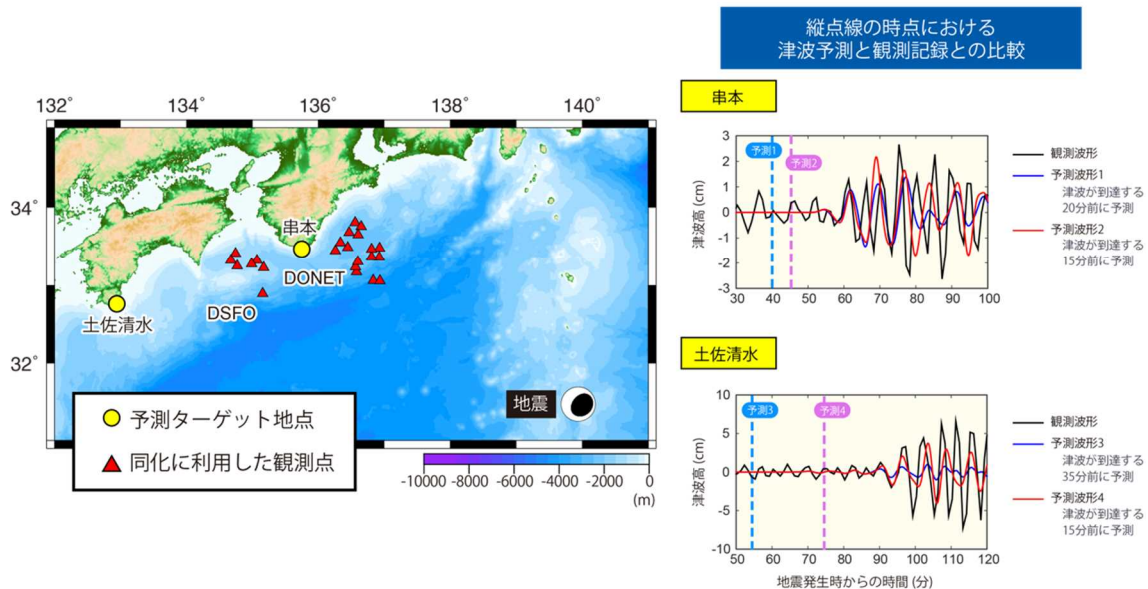 縦点線の時点における
津波予測と観測記録との比較
132˚
134˚
136˚
138˚
140˚
34˚
32˚
串本
DONET
DSFO
土佐清水
地震
予測ターゲット地点
同化に利用した観測点
-10000 -8000 -6000 -4000 -2000 0
(m)
串本
予測1
予測2
津波高 (cm)
3
2
1
0
-1
-2
-3
30 40 50 60 70 80 90 100
観測波形
予測波形1
津波が到達する
20分前に予測
予測波形2
津波が到達する
15分前に予測
土佐清水
予測3
予測4
津波高 (cm)
10
5
0
-5
-10
50 60 70 80 90 100 110 120
地震発生時からの時間 (分)
観測波形
予測波形3
津波が到達する
35分前に予測
予測波形4
津波が到達する
15分前に予測